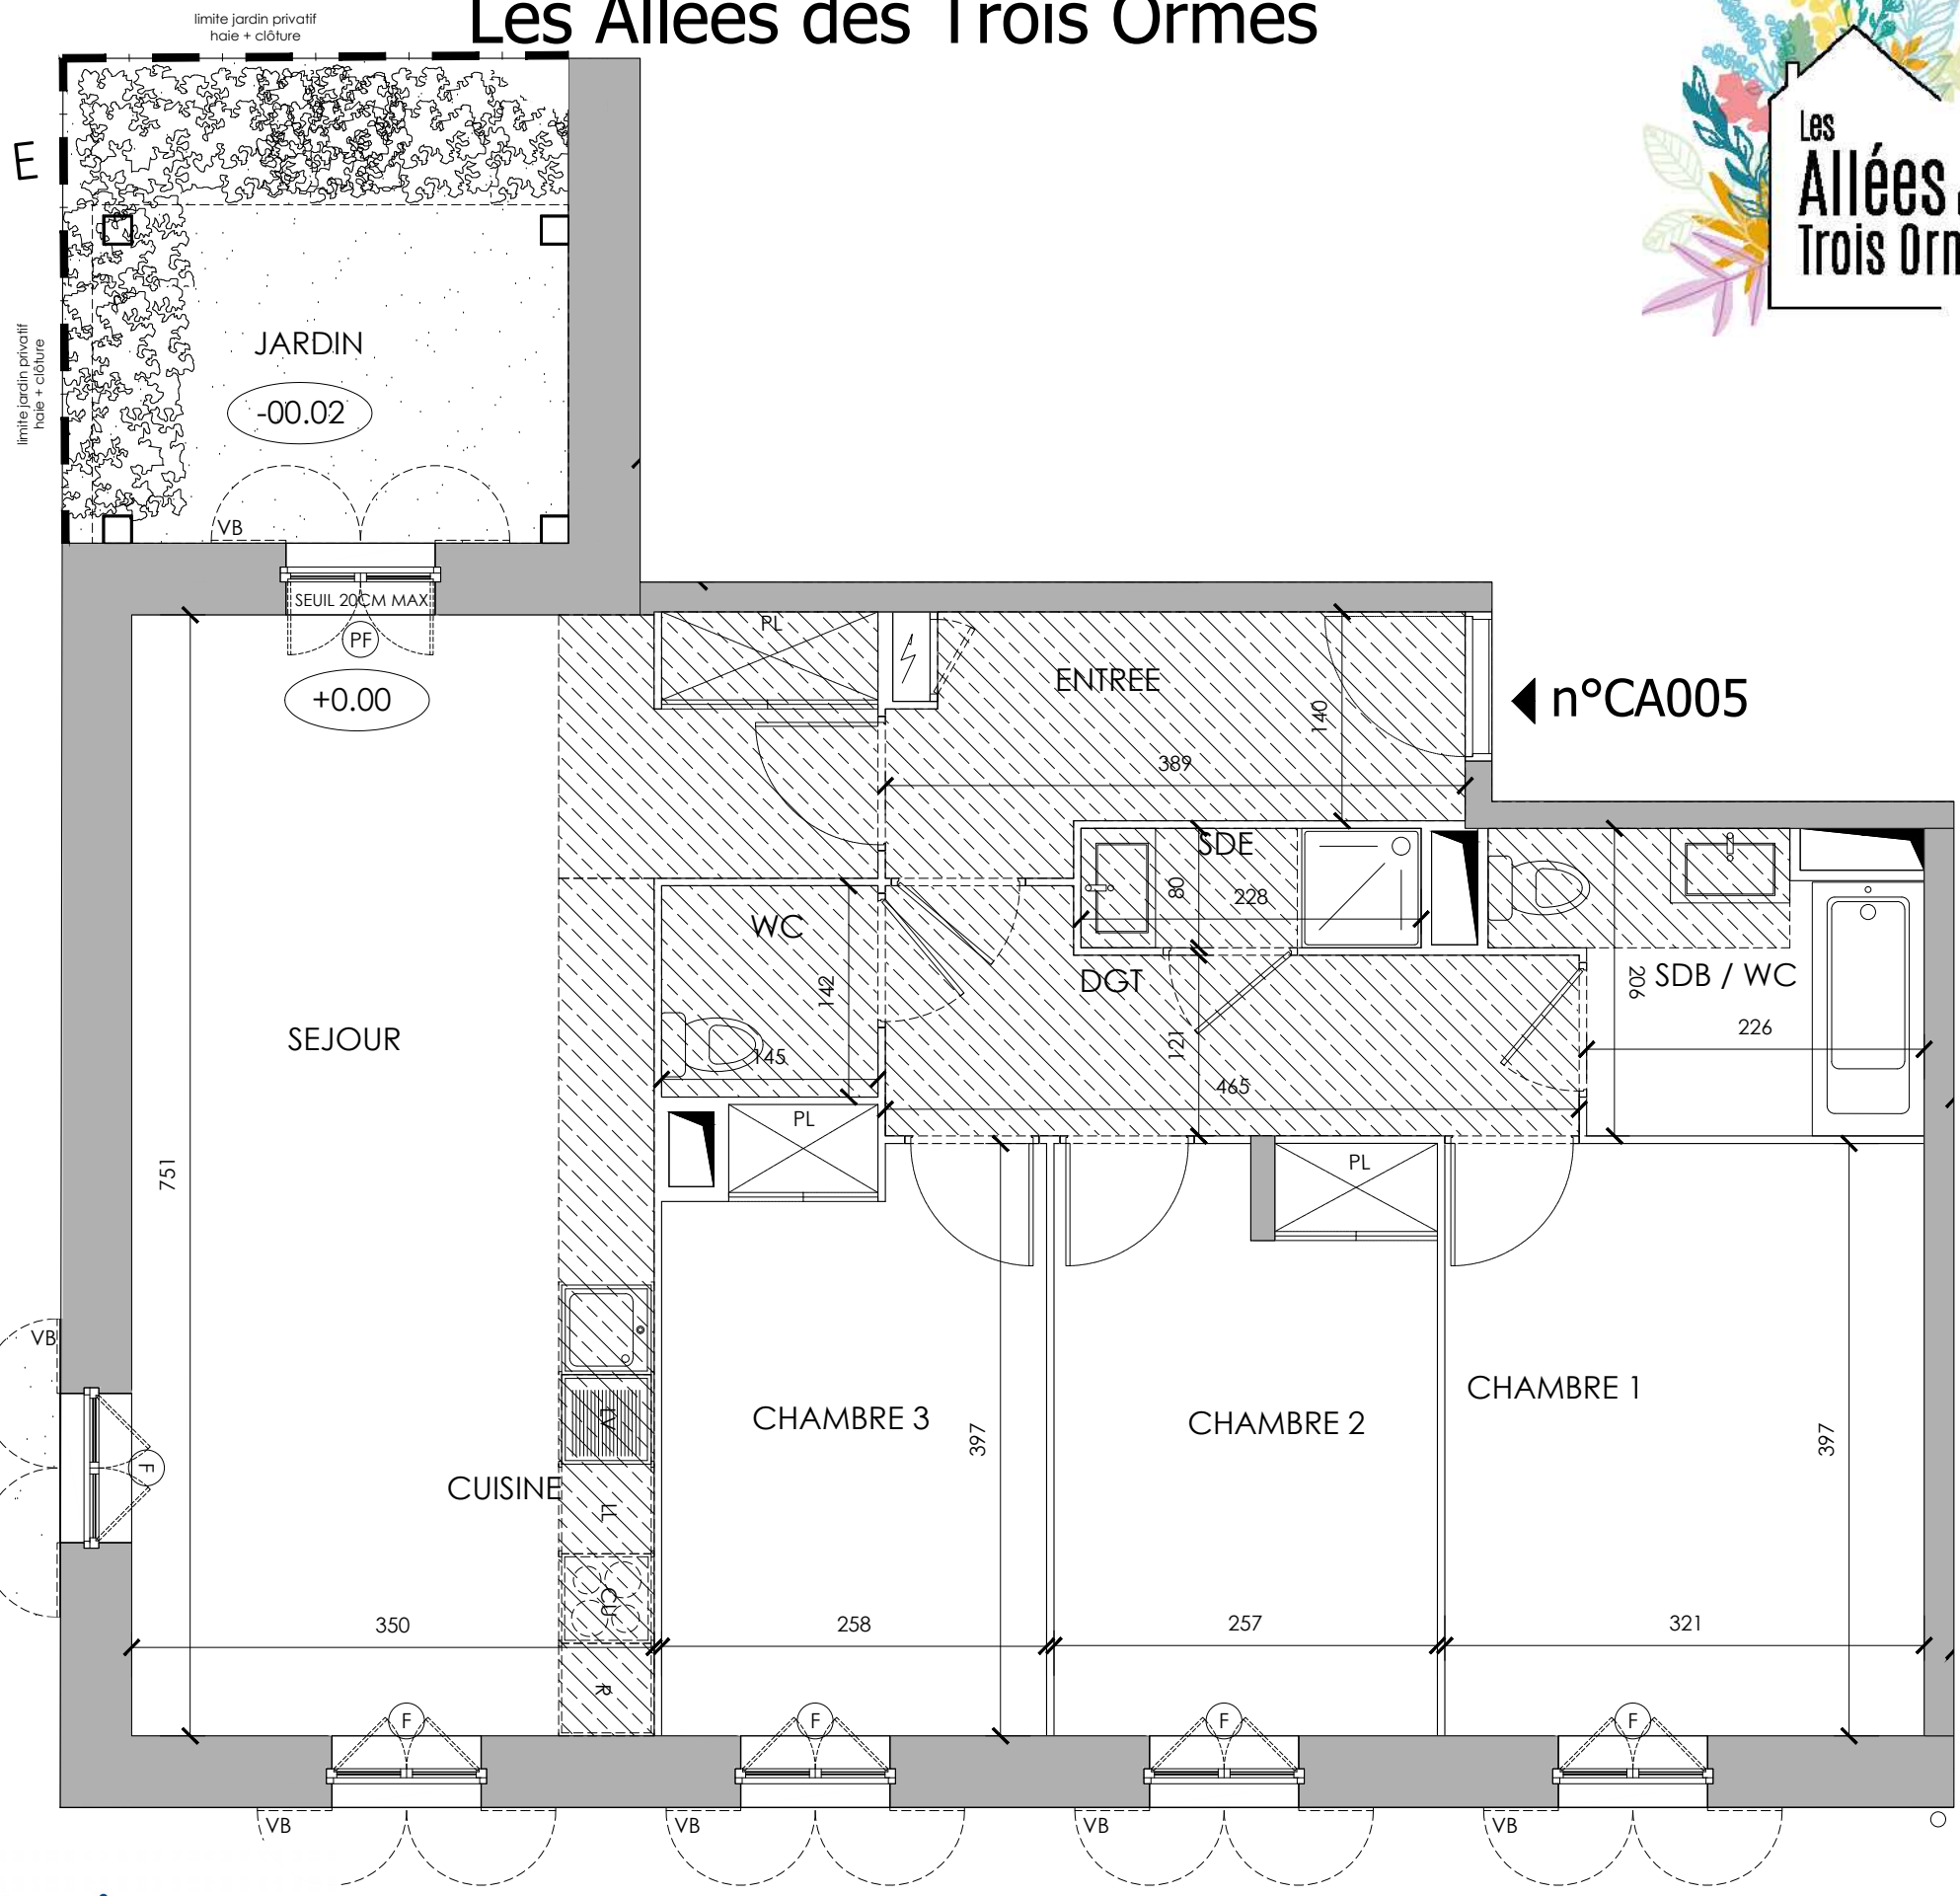 Les Allées des Trois Ormes
limite jardin privatif
haie + clôture
Les
Allées
Trois Orm
E
limite jardin privatif
haie + clôture
JARDIN
-00.02
VB
SEUIL 20CM MAX
PF
+0.00
PL
ENTREE
140
n°CA005
389
SDE
80
228
WC
142
145
DGT
121
465
206
SDB / WC
226
SEJOUR
751
PL
PL
VB
F
CHAMBRE 3
397
CHAMBRE 2
CHAMBRE 1
397
CUISINE
LV
LL
CU
R
350
258
257
321
F
F
F
F
VB
VB
VB
VB